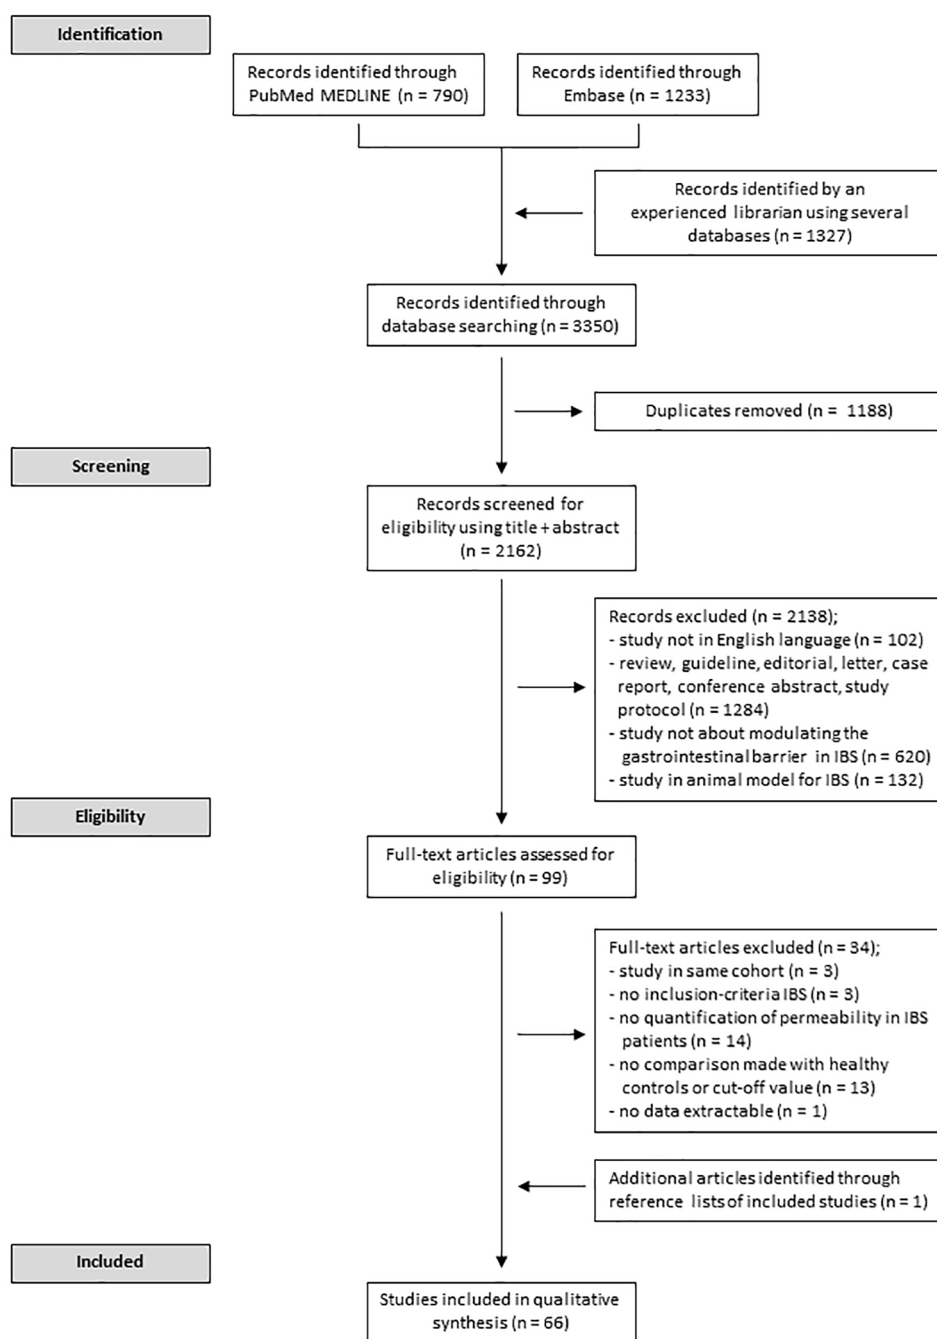 Identification
Records identified through
PubMed MEDLINE (n = 790)
Records identified through
Embase (n = 1233)
Records identified by an
experienced librarian using several
databases (n = 1327)
Records identified through
database searching (n = 3350)
Duplicates removed (n = 1188)
Screening
Records screened for
eligibility using title + abstract
(n = 2162)
Records excluded (n = 2138);
- study not in English language (n = 102)
- review, guideline, editorial, letter, case
report, conference abstract, study
protocol (n = 1284)
- study not about modulating the
gastrointestinal barrier in IBS (n = 620)
- study in animal model for IBS (n = 132)
Eligibility
Full-text articles assessed for
eligibility (n = 99)
Full-text articles excluded (n = 34);
- study in same cohort (n = 3)
- no inclusion-criteria IBS (n = 3)
- no quantification of permeability in IBS
patients (n = 14)
- no comparison made with healthy
controls or cut-off value (n = 13)
- no data extractable (n = 1)
Additional articles identified through
reference lists of included studies (n = 1)
Included
Studies included in qualitative
synthesis (n = 66)